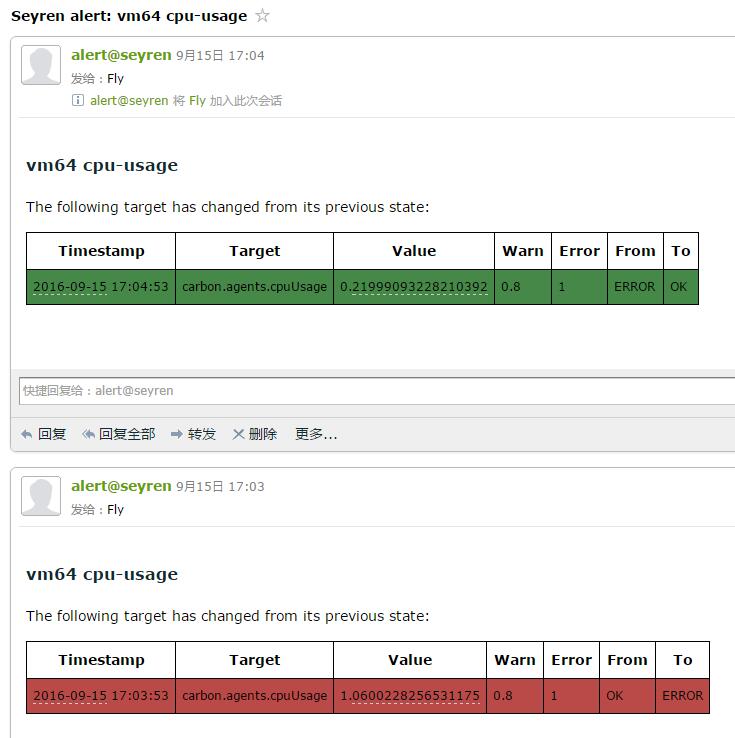 Seyren alert: vm64 cpu-usage ☆
alert@seyren 9月15日 17:04
发给：Fly
alert@seyren 将 Fly 加入此次会话
vm64 cpu-usage
The following target has changed from its previous state:
Timestamp Target Value Warn Error From To
2016-09-15 17:04:53 carbon.agents.cpuUsage 0.21999093228210392 0.8 1 ERROR OK
快捷回复给：alert@seyren
回复 回复全部 转发 删除 更多...
alert@seyren 9月15日 17:03
发给：Fly
vm64 cpu-usage
The following target has changed from its previous state:
Timestamp Target Value Warn Error From To
2016-09-15 17:03:53 carbon.agents.cpuUsage 1.0600228256531175 0.8 1 OK ERROR